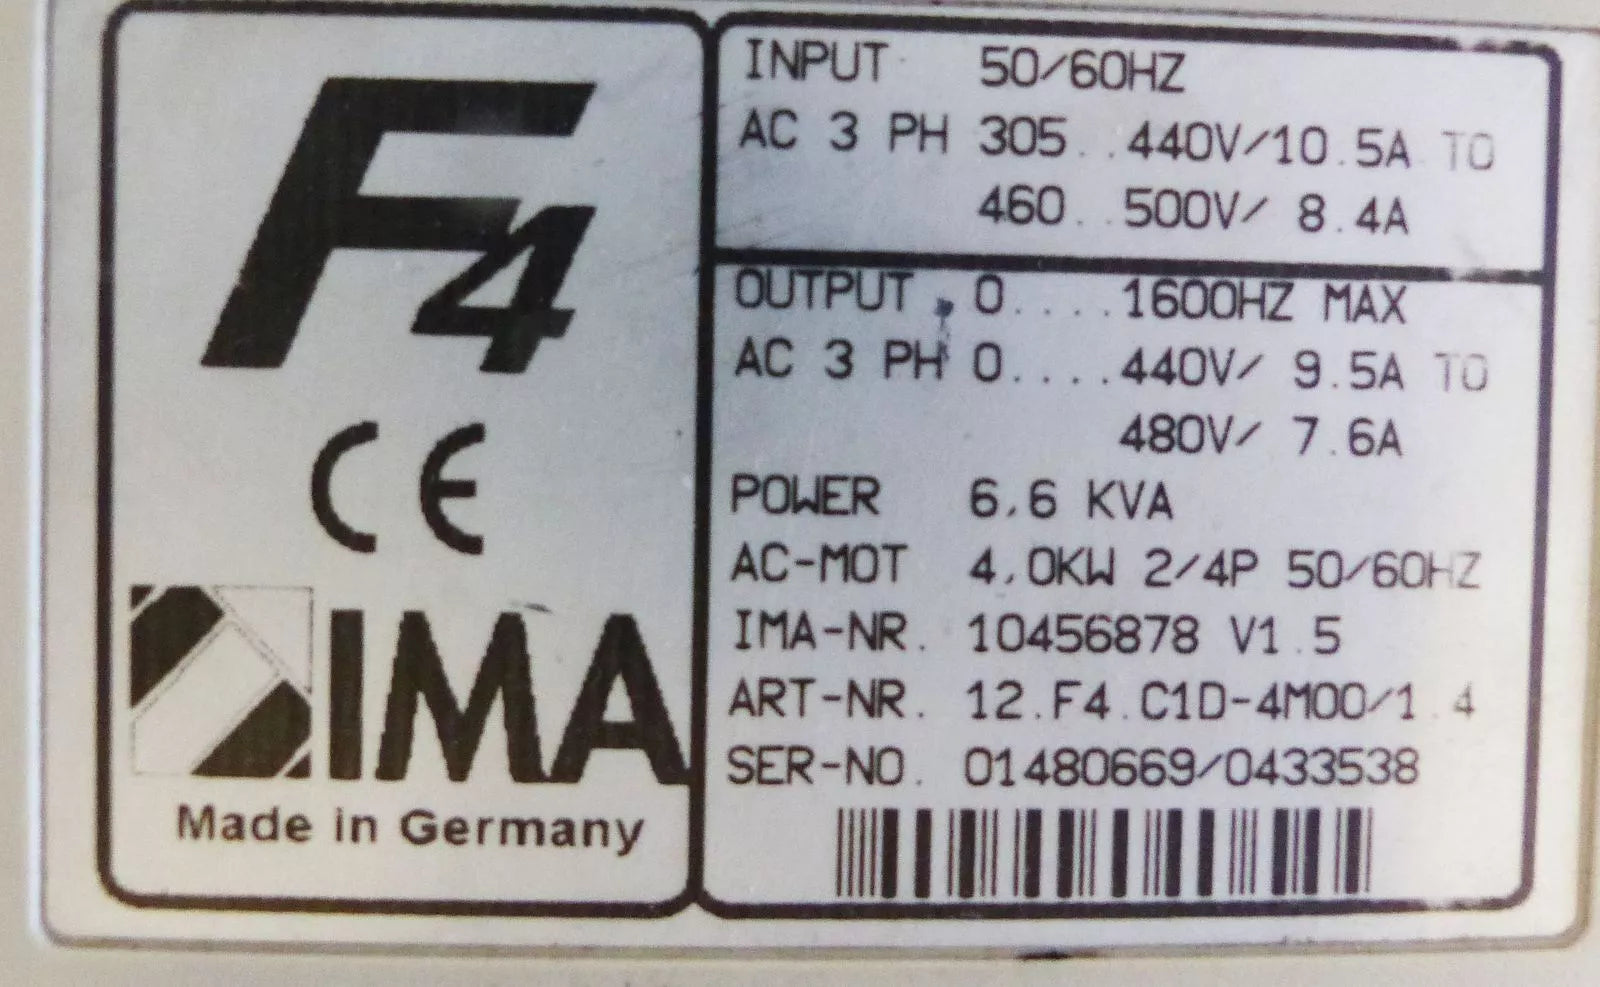 F4
CE
IMA
Made in Germany
INPUT 50/60HZ
AC 3 PH 305..440V/10.5A TO
460..500V/ 8.4A
OUTPUT 0....1600HZ MAX
AC 3 PH 0....440V/ 9.5A TO
480V/ 7.6A
POWER 6,6 KVA
AC-MOT 4,0KW 2/4P 50/60HZ
IMA-NR. 10456878 V1.5
ART-NR. 12.F4.C1D-4M00/1.4
SER-NO. 01480669/0433538